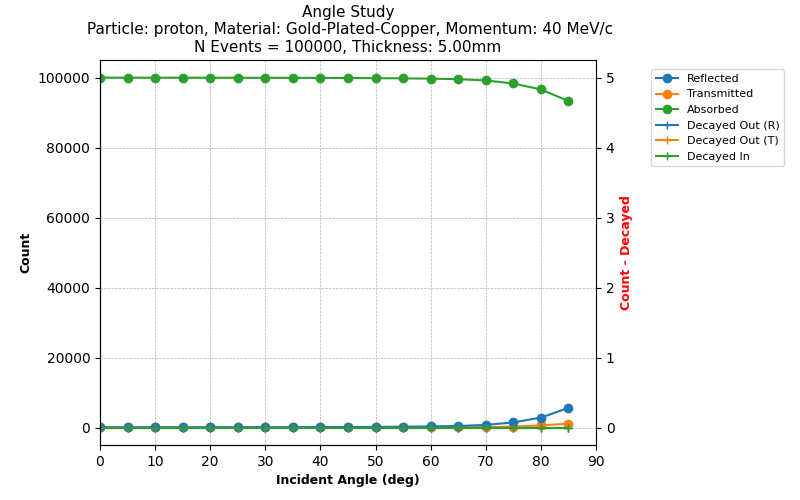 Angle Study
Particle: proton, Material: Gold-Plated-Copper, Momentum: 40 MeV/c
N Events = 100000, Thickness: 5.00mm
100000
80000
60000
40000
20000
0
Count
0 10 20 30 40 50 60 70 80 90
Incident Angle (deg)
5
4
3
2
1
0
Count - Decayed
Reflected
Transmitted
Absorbed
Decayed Out (R)
Decayed Out (T)
Decayed In